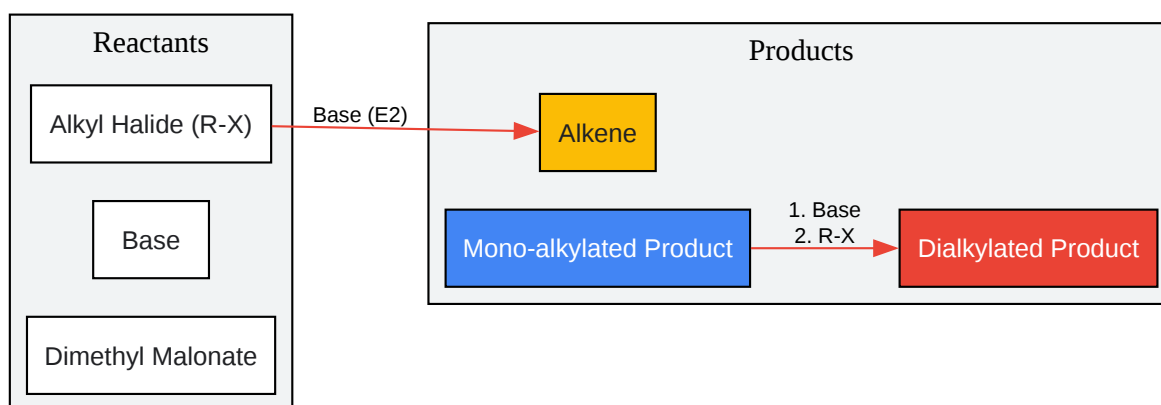 Reactants
Products
Alkyl Halide (R-X)
Base (E2)
Alkene
Base
Mono-alkylated Product
1. Base
2. R-X
Dialkylated Product
Dimethyl Malonate